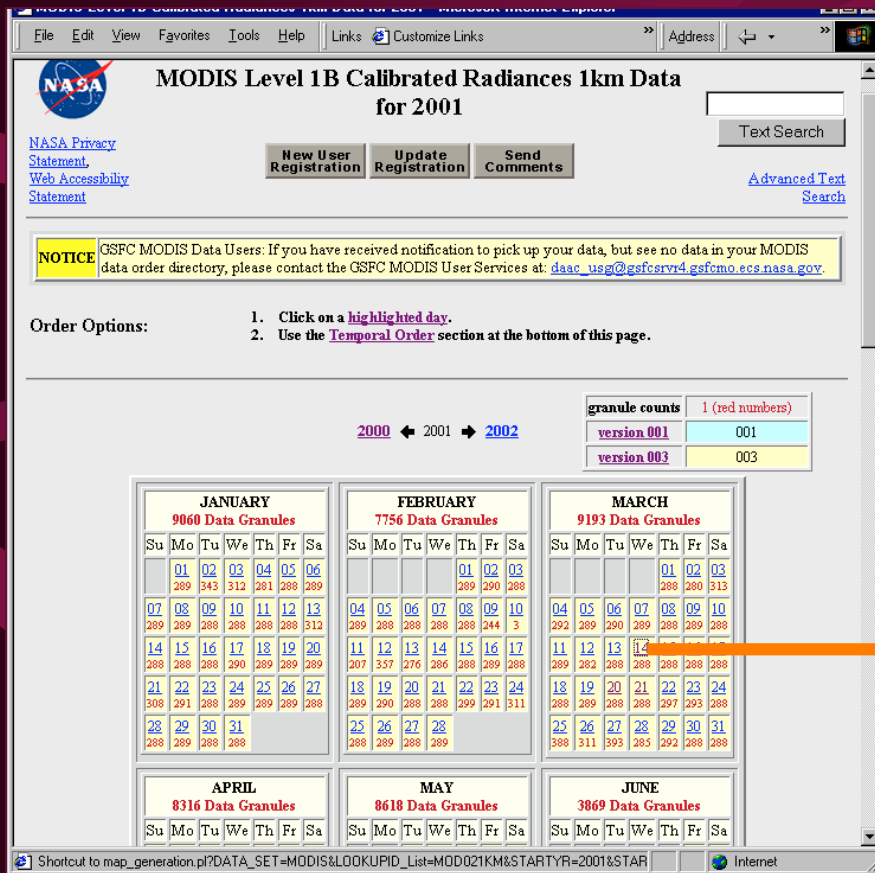 MODIS Level 1B Calibrated Radiances 1km Data for 2001 - Microsoft Internet Explorer
File Edit View Favorites Tools Help Links Customize Links » Address »
NASA
MODIS Level 1B Calibrated Radiances 1km Data
for 2001
Text Search
NASA Privacy
Statement,
Web Accessibiliy
Statement
New User
Registration
Update
Registration
Send
Comments
Advanced Text
Search
NOTICE
GSFC MODIS Data Users: If you have received notification to pick up your data, but see no data in your MODIS
data order directory, please contact the GSFC MODIS User Services at: daac_usg@gsfcsrvr4.gsfcmo.ecs.nasa.gov.
Order Options:
1. Click on a highlighted day.
2. Use the Temporal Order section at the bottom of this page.
granule counts 1 (red numbers)
version 001 001
version 003 003
2000 2001 2002
JANUARY
9060 Data Granules
Su Mo Tu We Th Fr Sa
01 02 03 04 05 06
289 343 312 281 288 289
07 08 09 10 11 12 13
289 289 288 288 288 288 312
14 15 16 17 18 19 20
288 288 288 290 289 289 289
21 22 23 24 25 26 27
308 291 288 289 289 289 288
28 29 30 31
288 289 288 288
FEBRUARY
7756 Data Granules
Su Mo Tu We Th Fr Sa
01 02 03
289 290 288
04 05 06 07 08 09 10
289 288 288 288 288 244 3
11 12 13 14 15 16 17
207 357 276 286 288 288 288
18 19 20 21 22 23 24
289 290 288 288 299 291 311
25 26 27 28
288 289 288 289
MARCH
9193 Data Granules
Su Mo Tu We Th Fr Sa
01 02 03
288 280 313
04 05 06 07 08 09 10
292 289 290 289 288 289 288
11 12 13 14
289 282 288 288 288 288 288
18 19 20 21 22 23 24
289 289 288 288 297 293 288
25 26 27 28 29 30 31
388 311 393 285 292 288 288
APRIL
8316 Data Granules
Su Mo Tu We Th Fr Sa
MAY
8618 Data Granules
Su Mo Tu We Th Fr Sa
JUNE
3869 Data Granules
Su Mo Tu We Th Fr Sa
Shortcut to map_generation.pl?DATA_SET=MODIS&LOOKUPID_List=MOD021KM&STARTYR=2001&STAR Internet